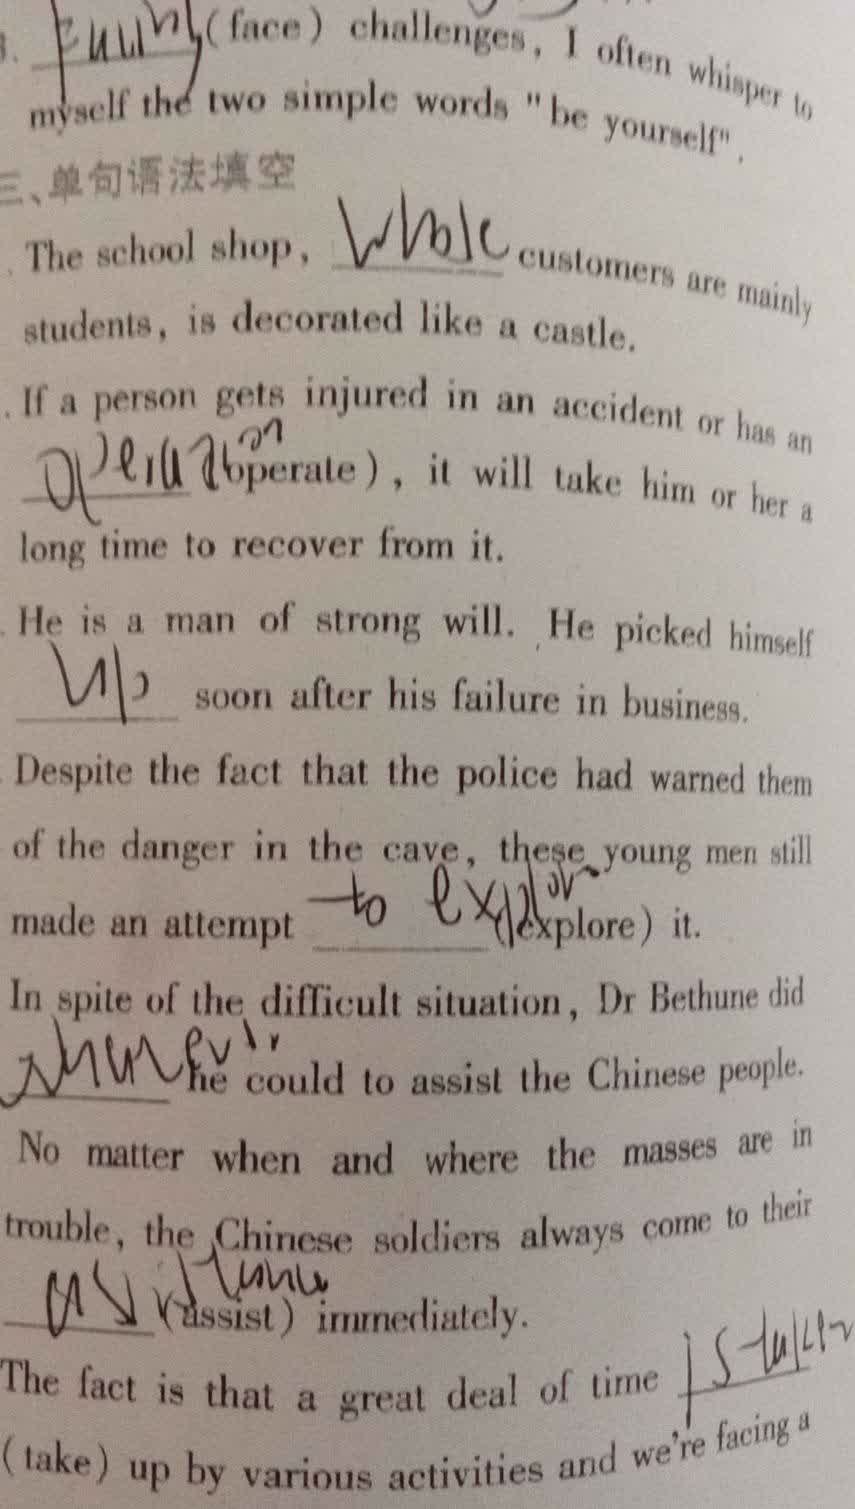 3. Facing (face) challenges, I often whisper to
myself the two simple words "be yourself".
三、单句语法填空
. The school shop, whose customers are mainly
students, is decorated like a castle.
. If a person gets injured in an accident or has an
operation (operate), it will take him or her a
long time to recover from it.
. He is a man of strong will. He picked himself
up soon after his failure in business.
. Despite the fact that the police had warned them
of the danger in the cave, these young men still
made an attempt to explore (explore) it.
In spite of the difficult situation, Dr Bethune did
he could to assist the Chinese people.
No matter when and where the masses are in
trouble, the Chinese soldiers always come to their
assistance (assist) immediately.
The fact is that a great deal of time is taken
(take) up by various activities and we're facing a